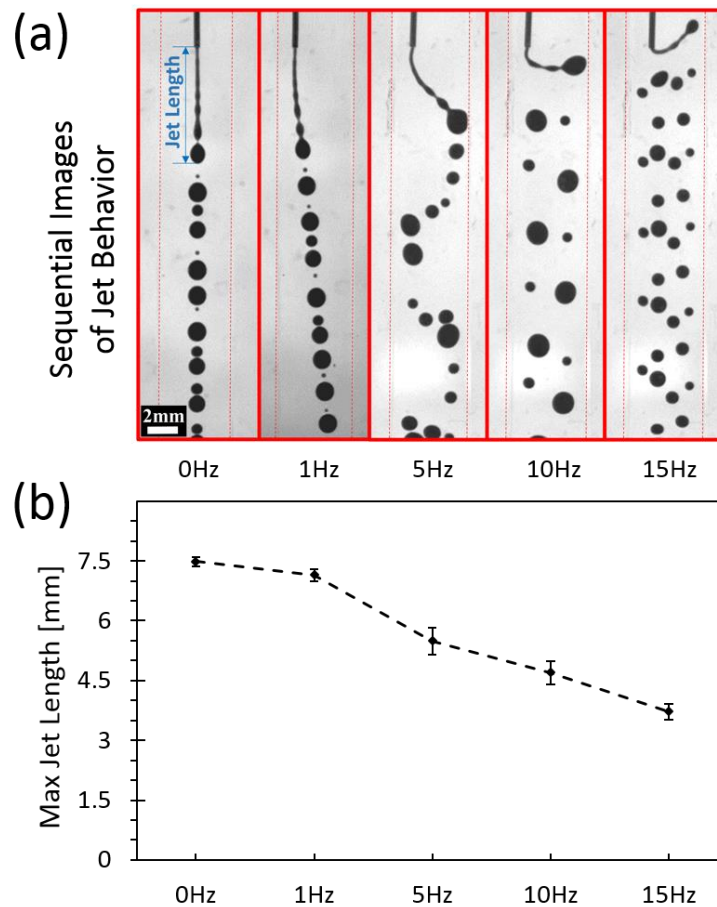 (a)
Sequential Images
of Jet Behavior
Jet Length
2mm
0Hz 1Hz 5Hz 10Hz 15Hz
(b)
Max Jet Length [mm]
7.5
6
4.5
3
1.5
0
0Hz 1Hz 5Hz 10Hz 15Hz